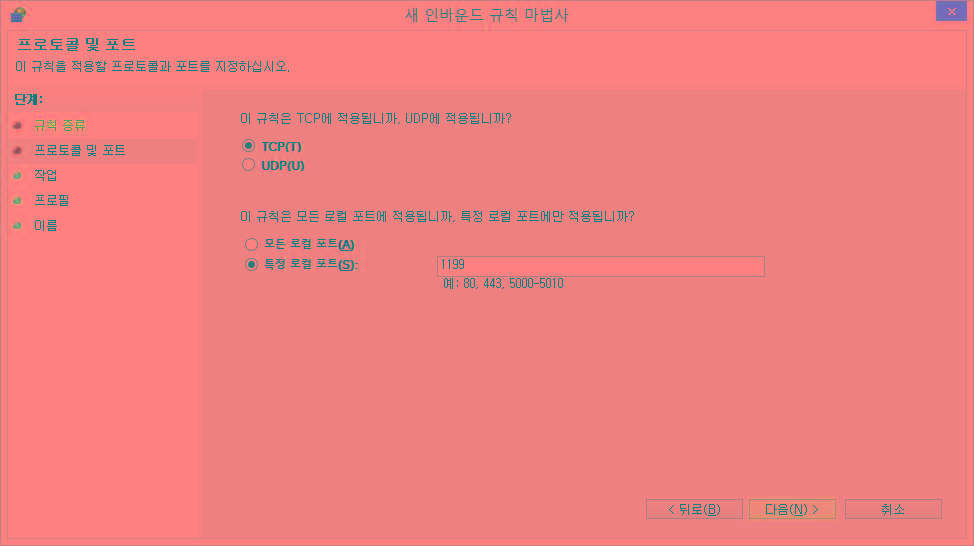 새 인바운드 규칙 마법사
프로토콜 및 포트
이 규칙을 적용할 프로토콜과 포트를 지정하십시오.
단계:
규칙 종류
프로토콜 및 포트
작업
프로필
이름
이 규칙은 TCP에 적용됩니까, UDP에 적용됩니까?
TCP(T)
UDP(U)
이 규칙은 모든 로컬 포트에 적용됩니까, 특정 로컬 포트에만 적용됩니까?
모든 로컬 포트(A)
특정 로컬 포트(S):
1199
예: 80, 443, 5000-5010
< 뒤로(B)
다음(N) >
취소